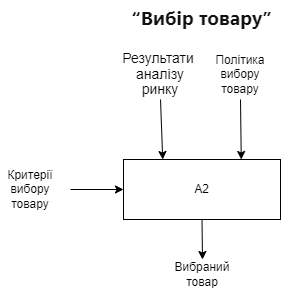 “Вибір товару”
Результати
аналізу
ринку
Політика
вибору
товару
Критерії
вибору
товару
A2
Вибраний
товар